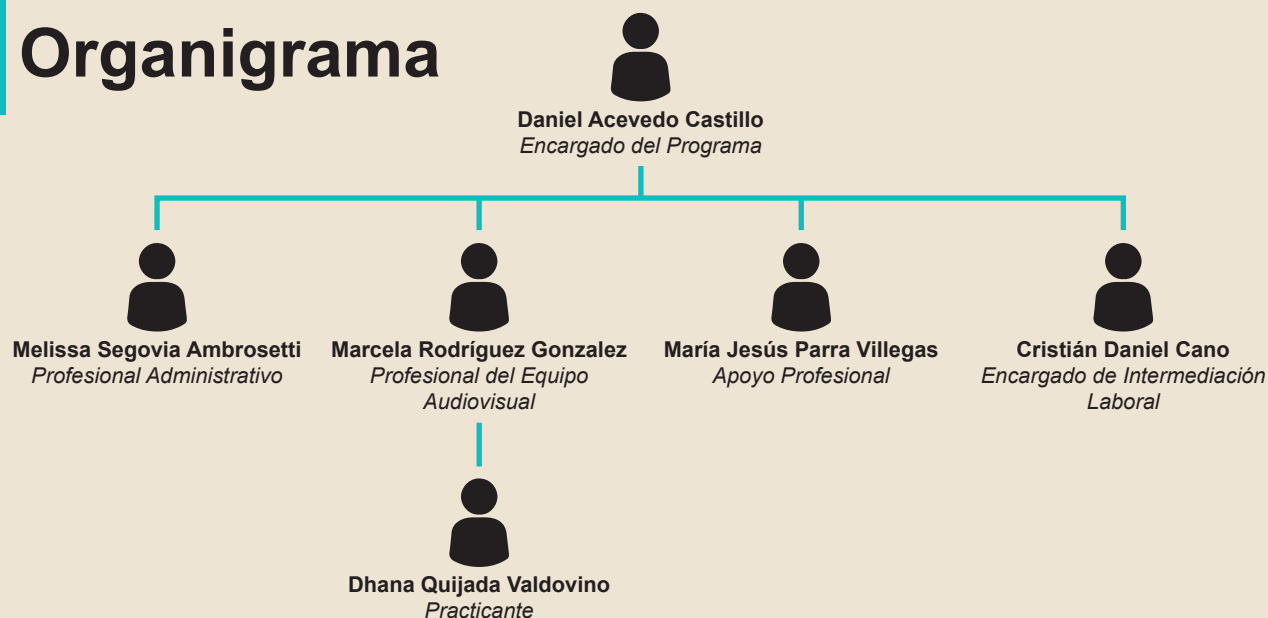 Organigrama
Daniel Acevedo Castillo
Encargado del Programa
Melissa Segovia Ambrosetti
Profesional Administrativo
Marcela Rodríguez Gonzalez
Profesional del Equipo
Audiovisual
María Jesús Parra Villegas
Apoyo Profesional
Cristián Daniel Cano
Encargado de Intermediación
Laboral
Dhana Quijada Valdovino
Practicante